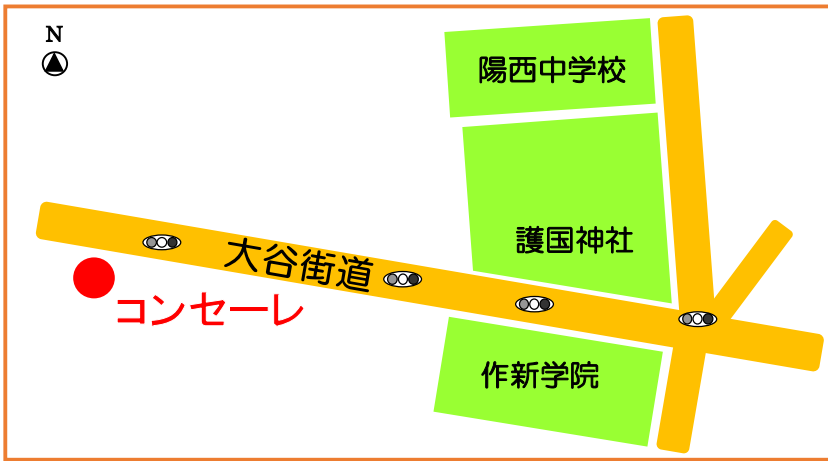 N
陽西中学校
護国神社
大谷街道
コンセーレ
作新学院